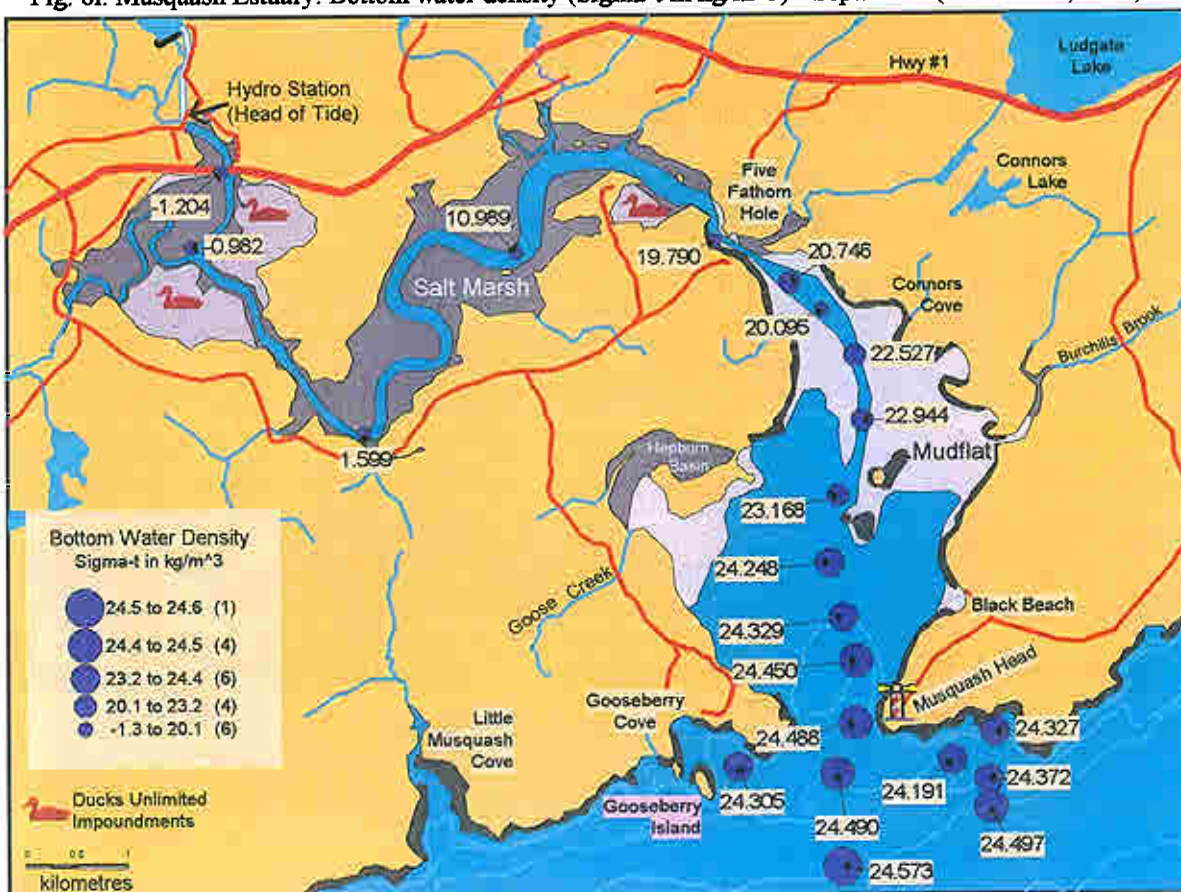 Hwy #1
Ludgate
Lake
Hydro Station
(Head of Tide)
Connors
Lake
Five
Fathom
Hole
-1.204
-0.982
10.989
19.790
20.746
Salt Marsh
Connors
Cove
20.095
22.527
Burchills Brook
22.944
1.599
Hepburn
Basin
Mudflat
23.168
Bottom Water Density
Sigma-t in kg/m^3
24.5 to 24.6 (1)
24.4 to 24.5 (4)
23.2 to 24.4 (6)
20.1 to 23.2 (4)
-1.3 to 20.1 (6)
24.248
Goose Creek
Black Beach
24.329
24.450
Musquash Head
Gooseberry
Cove
Little
Musquash
Cove
24.488
24.327
24.305
24.191
24.372
Gooseberry
Island
24.490
24.497
24.573
Ducks Unlimited
Impoundments
0 0.5 1
kilometres